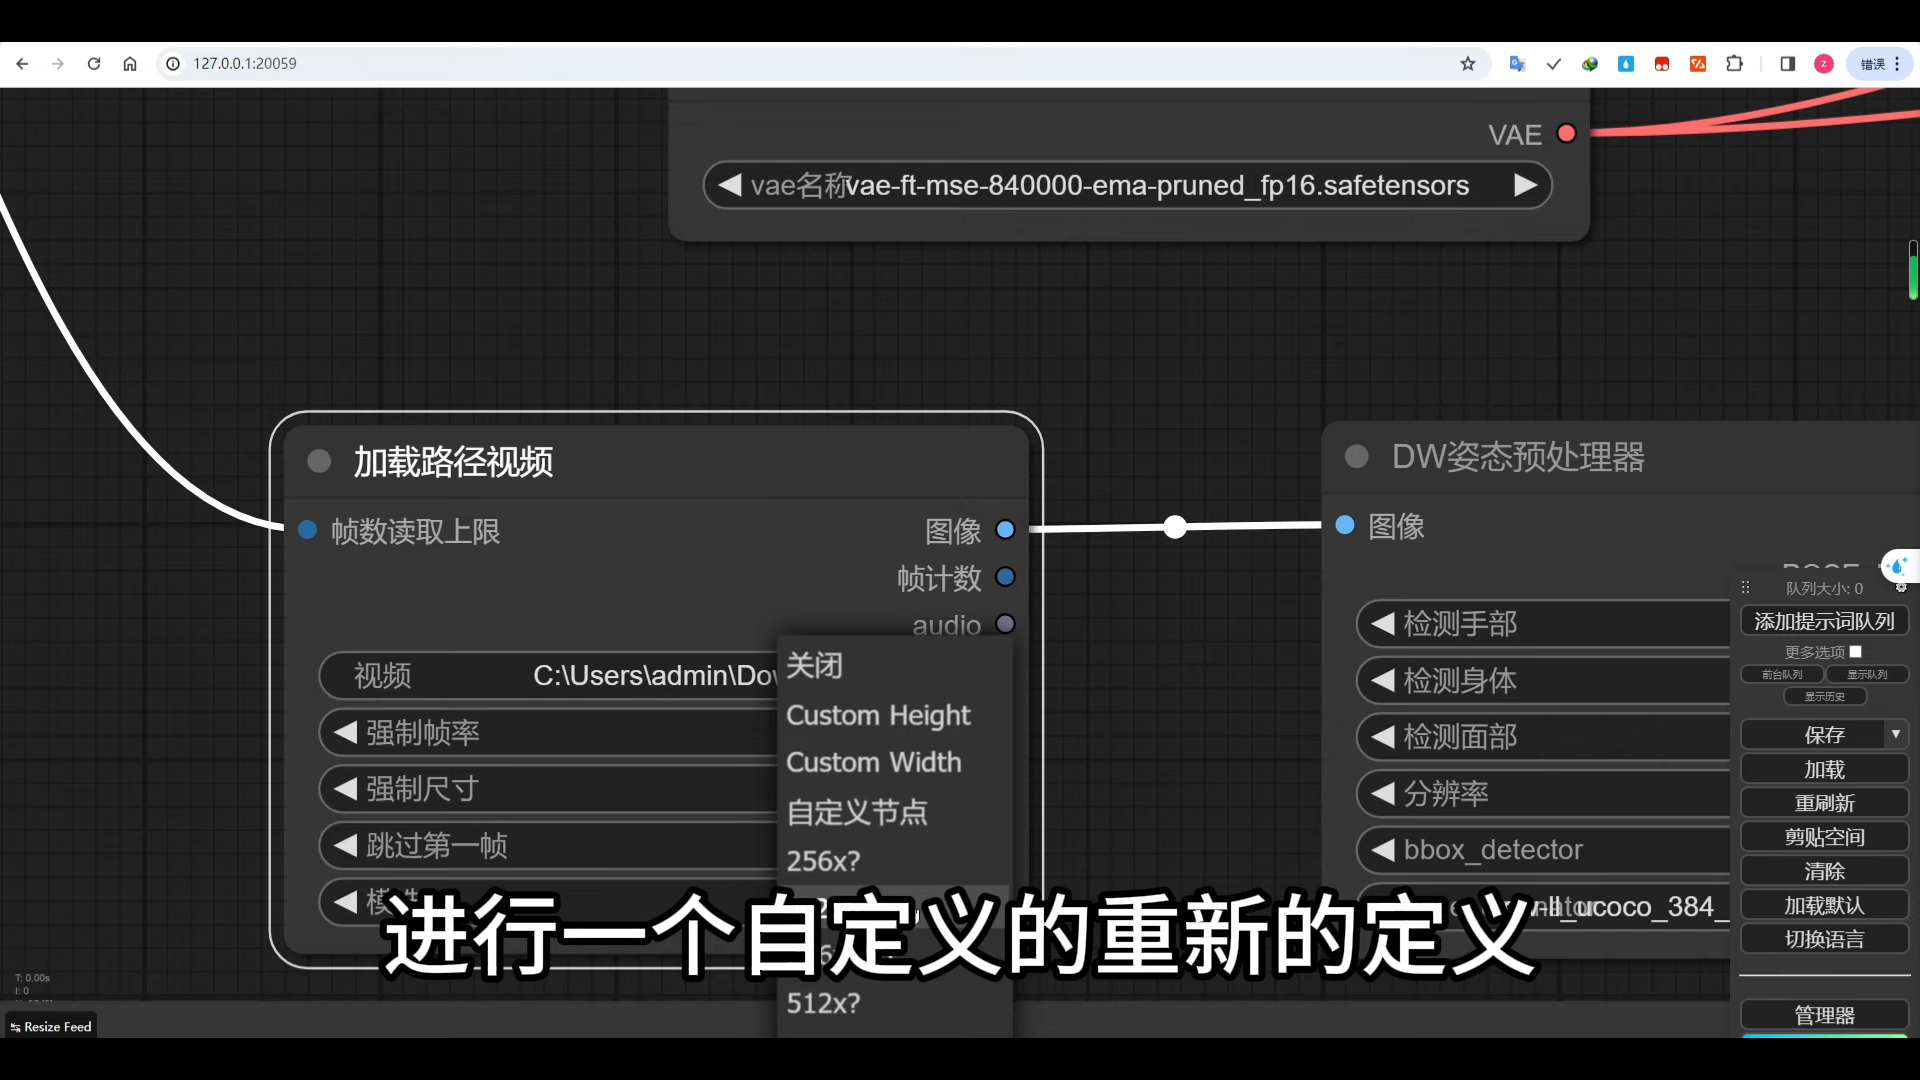 127.0.0.1:20059
错误
VAE
vae名称
vae-ft-mse-840000-ema-pruned_fp16.safetensors
加载路径视频
帧数读取上限
图像
帧计数
audio
视频
C:\Users\admin\Do
强制帧率
强制尺寸
跳过第一帧
关闭
Custom Height
Custom Width
自定义节点
256x?
512x?
DW姿态预处理器
图像
检测手部
检测身体
检测面部
分辨率
bbox_detector
ucoco_384_
队列大小: 0
添加提示词队列
更多选项
前台队列
显示队列
显示历史
保存
加载
重刷新
剪贴空间
清除
加载默认
切换语言
管理器
进行一个自定义的重新的定义
T: 0.00s
I: 0
Resize Feed